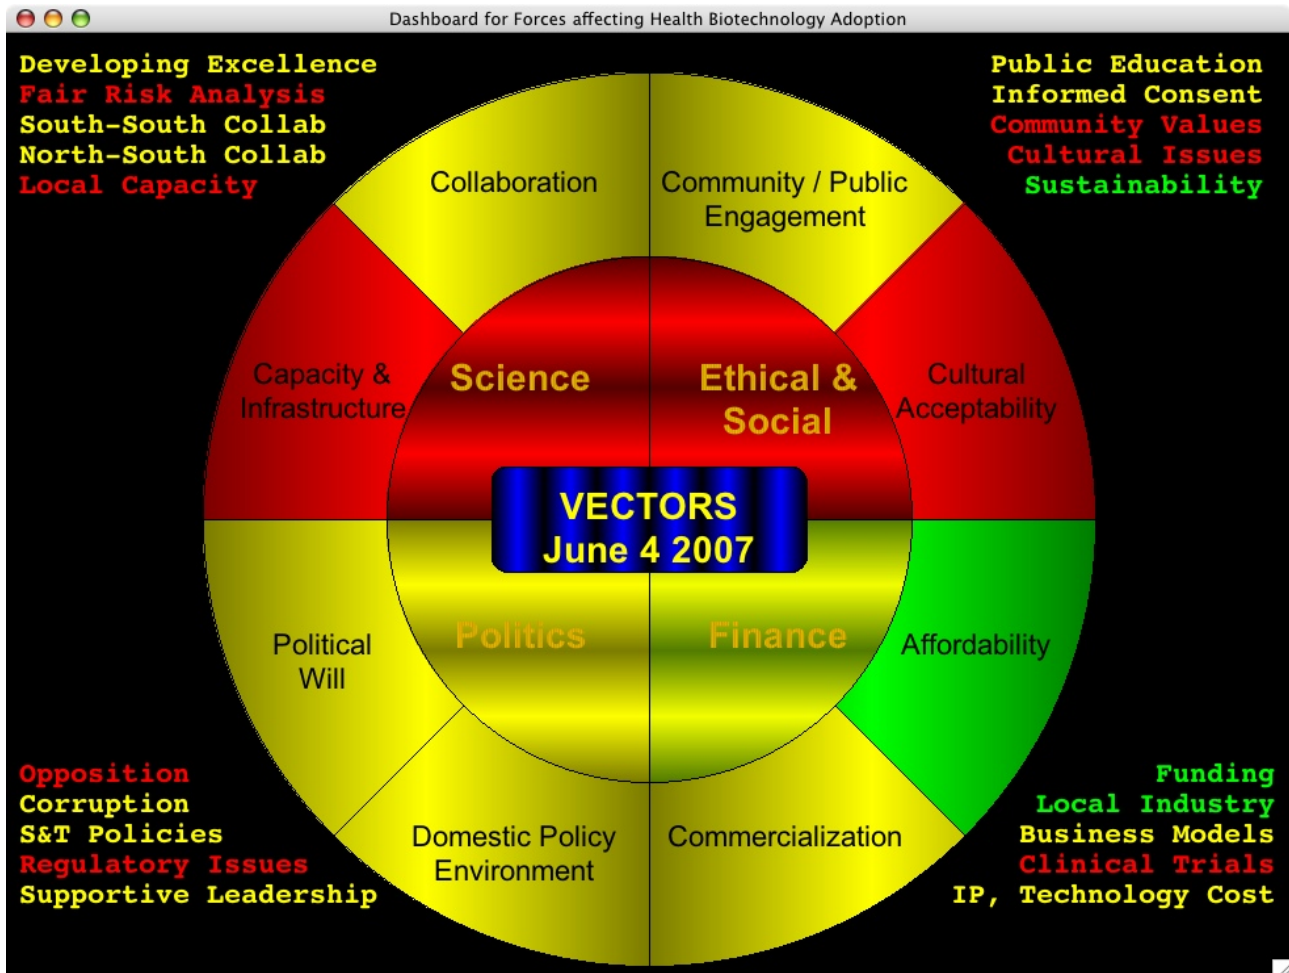 Dashboard for Forces affecting Health Biotechnology Adoption
Developing Excellence
Fair Risk Analysis
South-South Collab
North-South Collab
Local Capacity
Public Education
Informed Consent
Community Values
Cultural Issues
Sustainability
Collaboration
Community / Public
Engagement
Capacity &
Infrastructure
Science
Ethical &
Social
Cultural
Acceptability
VECTORS
June 4 2007
Political
Will
Politics
Finance
Affordability
Domestic Policy
Environment
Commercialization
Opposition
Corruption
S&T Policies
Regulatory Issues
Supportive Leadership
Funding
Local Industry
Business Models
Clinical Trials
IP, Technology Cost